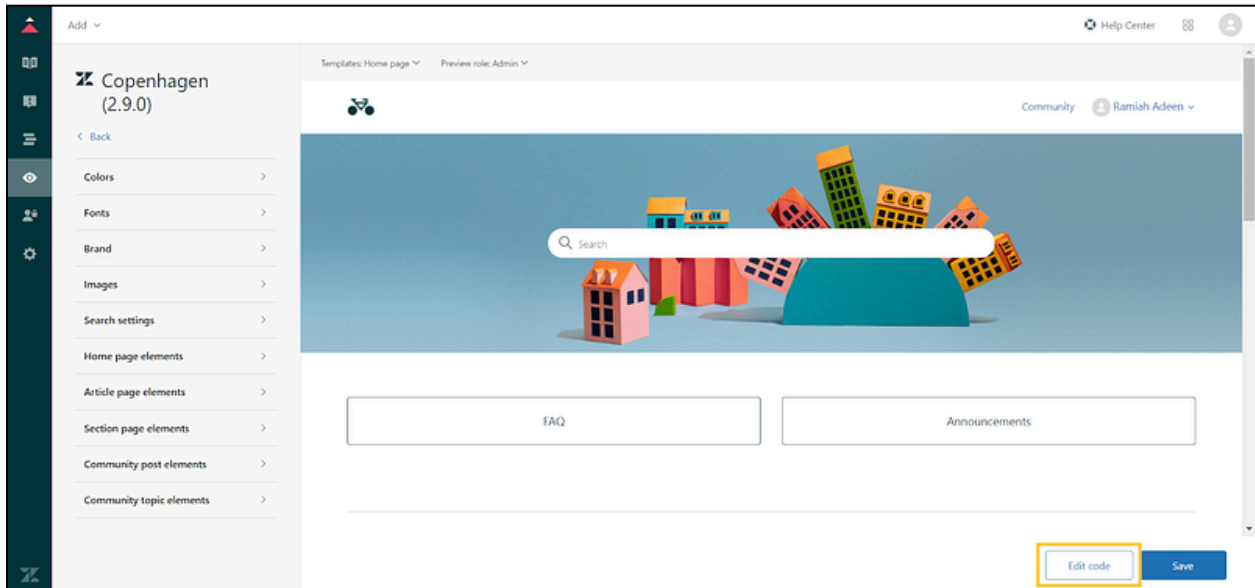 Add
Help Center
Copenhagen
(2.9.0)
Back
Colors
Fonts
Brand
Images
Search settings
Home page elements
Article page elements
Section page elements
Community post elements
Community topic elements
Templates: Home page
Preview role: Admin
Community
Ramiah Adeen
Search
FAQ
Announcements
Edit code
Save